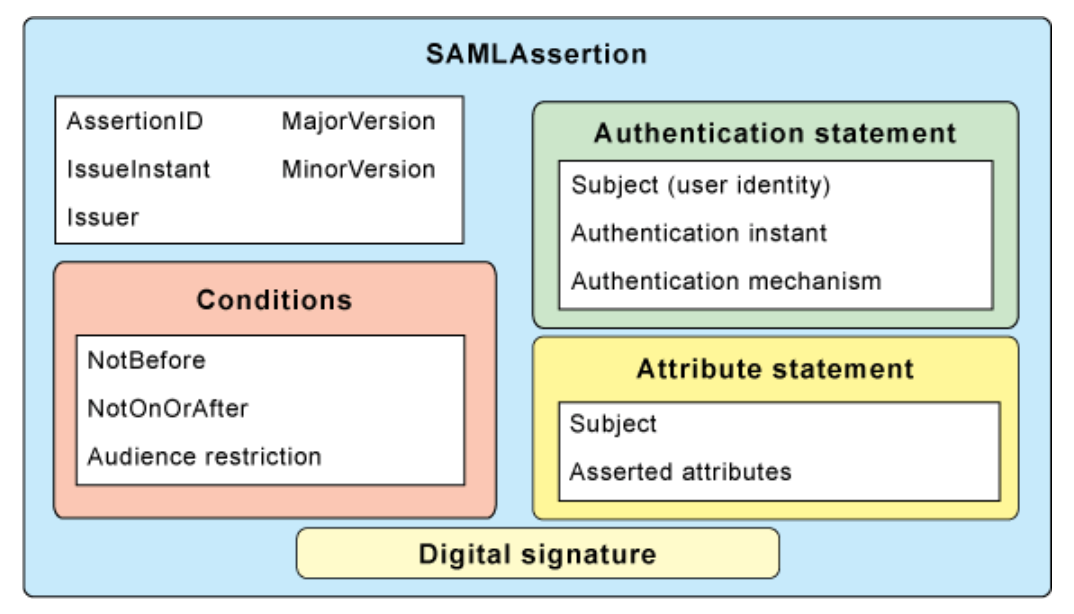 SAMLAssertion
AssertionID MajorVersion
IssueInstant MinorVersion
Issuer
Conditions
NotBefore
NotOnOrAfter
Audience restriction
Authentication statement
Subject (user identity)
Authentication instant
Authentication mechanism
Attribute statement
Subject
Asserted attributes
Digital signature